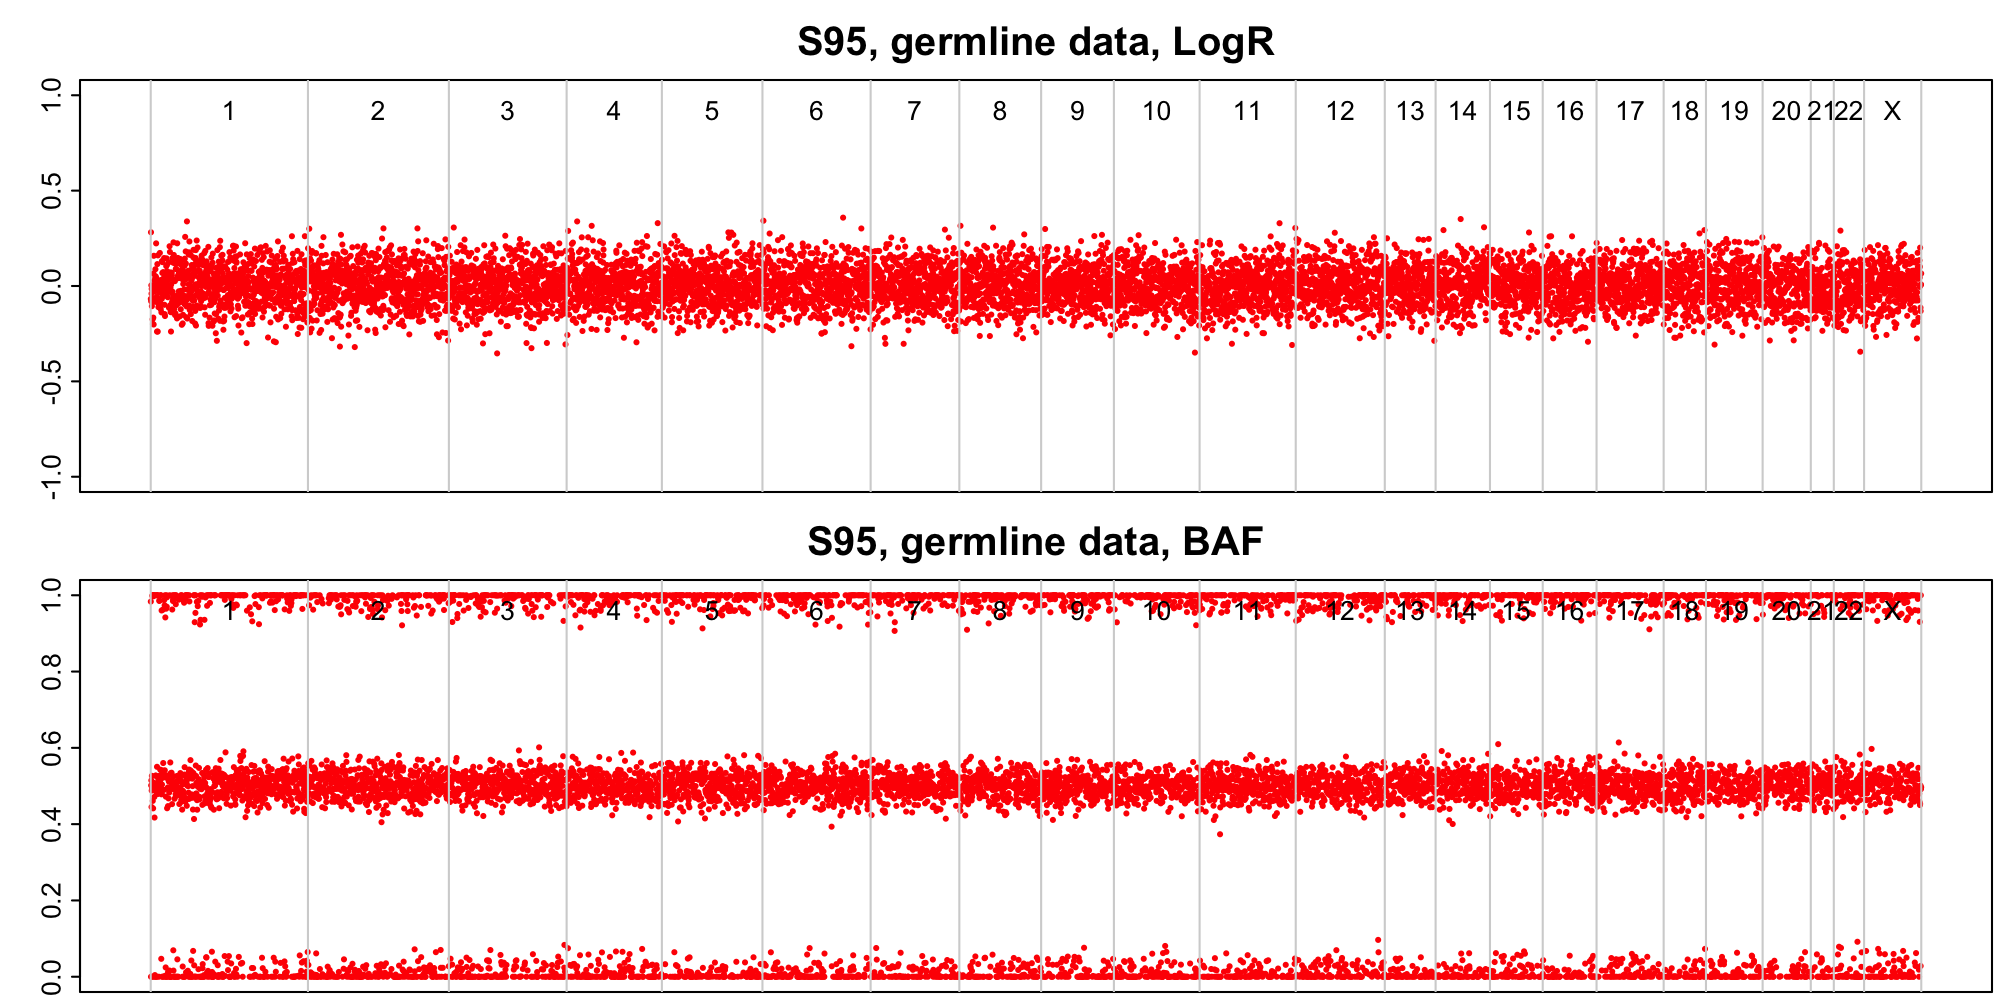 S95, germline data, LogR
1.0
0.5
0.0
-0.5
-1.0
1 2 3 4 5 6 7 8 9 10 11 12 13 14 15 16 17 18 19 20 21 22 X
S95, germline data, BAF
1.0
0.8
0.6
0.4
0.2
0.0
1 2 3 4 5 6 7 8 9 10 11 12 13 14 15 16 17 18 19 20 21 22 X